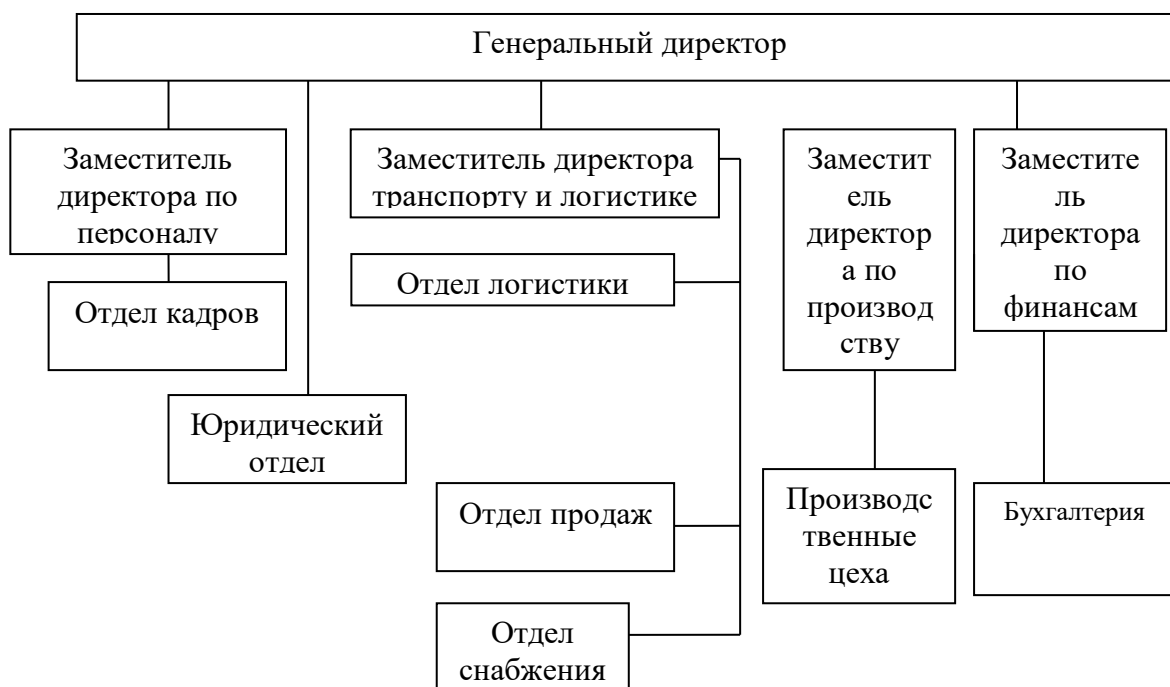 Генеральный директор
Заместитель
директора по
персоналу
Заместитель директора
транспорту и логистике
Заместит
ель
директор
а по
производ
ству
Заместите
ль
директора
по
финансам
Отдел кадров
Отдел логистики
Юридический
отдел
Отдел продаж
Производс
твенные
цеха
Бухгалтерия
Отдел
снабжения